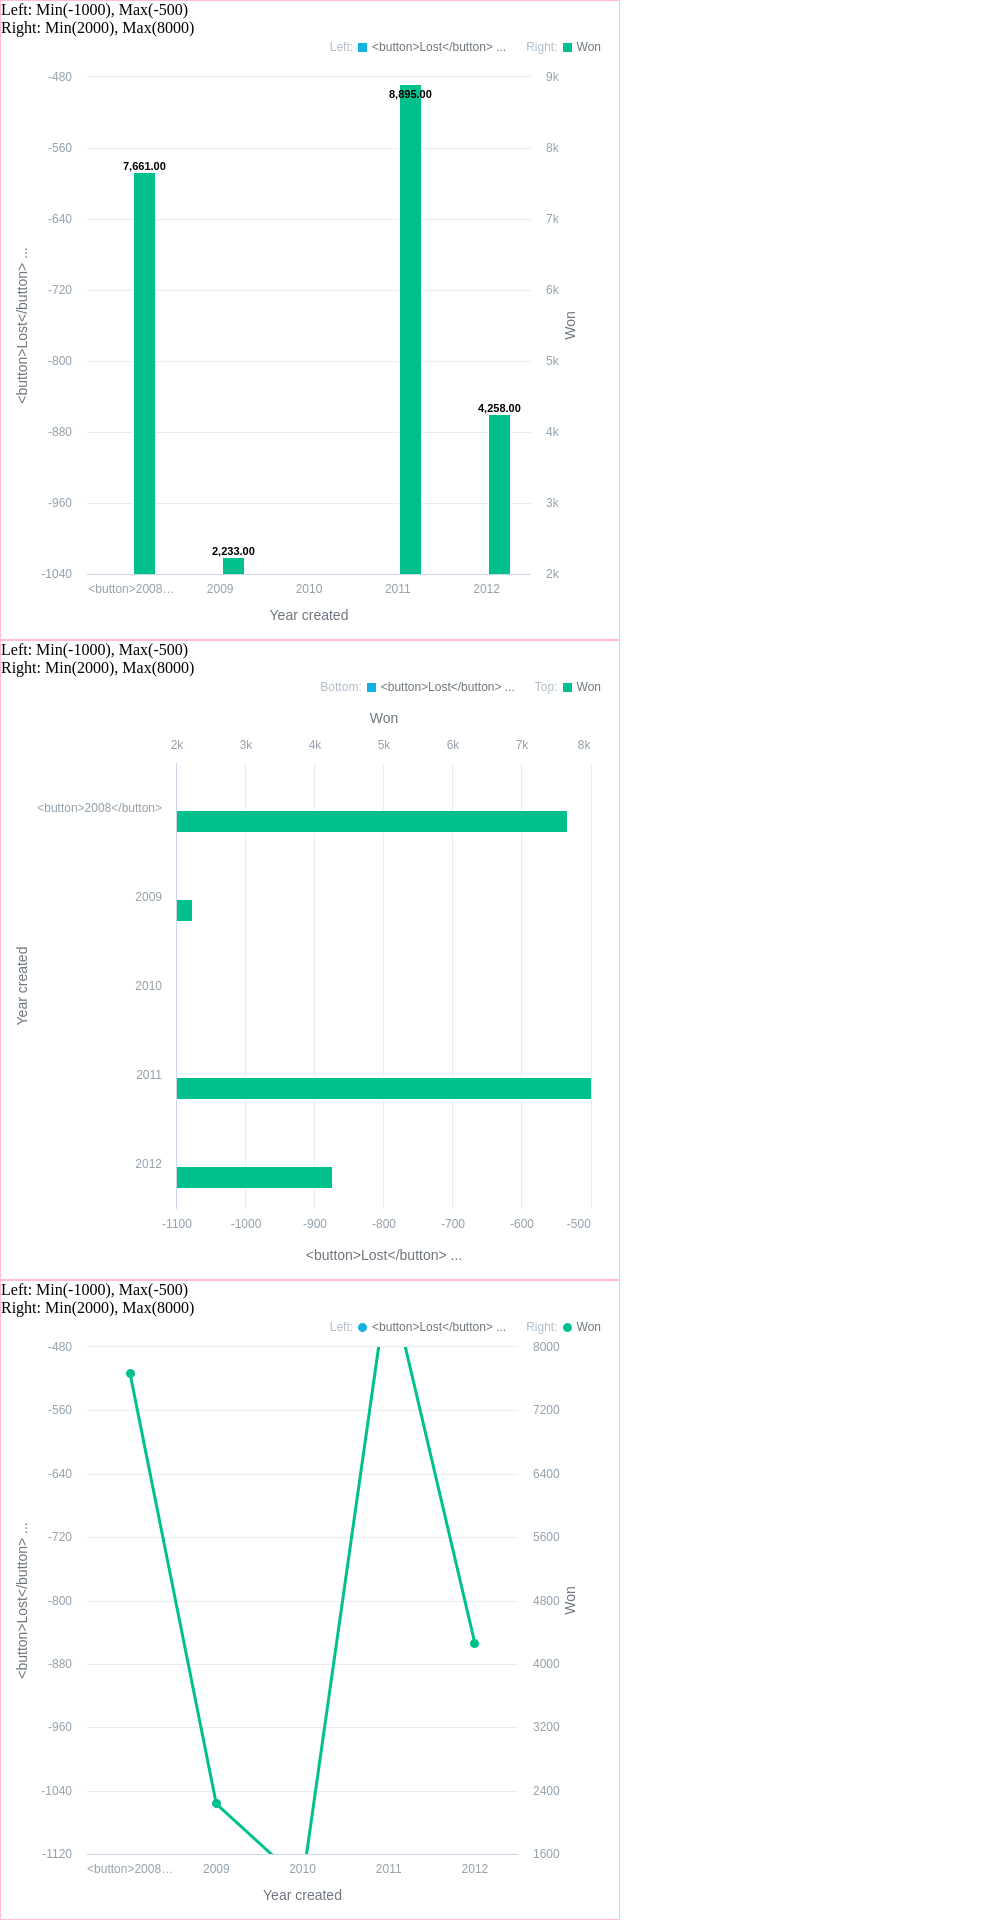 Left: Min(-1000), Max(-500)
Right: Min(2000), Max(8000)
Left: <button>Lost</button> ... Right: Won
-480 9k
8,895.00
-560 8k
7,661.00
-640 7k
-720 6k
<button>Lost</button> ...
Won
-800 5k
4,258.00
-880 4k
-960 3k
2,233.00
-1040 2k
<button>2008… 2009 2010 2011 2012
Year created
Left: Min(-1000), Max(-500)
Right: Min(2000), Max(8000)
Bottom: <button>Lost</button> ... Top: Won
Won
2k 3k 4k 5k 6k 7k 8k
<button>2008</button>
2009
Year created
2010
2011
2012
-1100 -1000 -900 -800 -700 -600 -500
<button>Lost</button> ...
Left: Min(-1000), Max(-500)
Right: Min(2000), Max(8000)
Left: <button>Lost</button> ... Right: Won
-480 8000
-560 7200
-640 6400
-720 5600
<button>Lost</button> ...
-800 4800
Won
-880 4000
-960 3200
-1040 2400
-1120 1600
<button>2008… 2009 2010 2011 2012
Year created